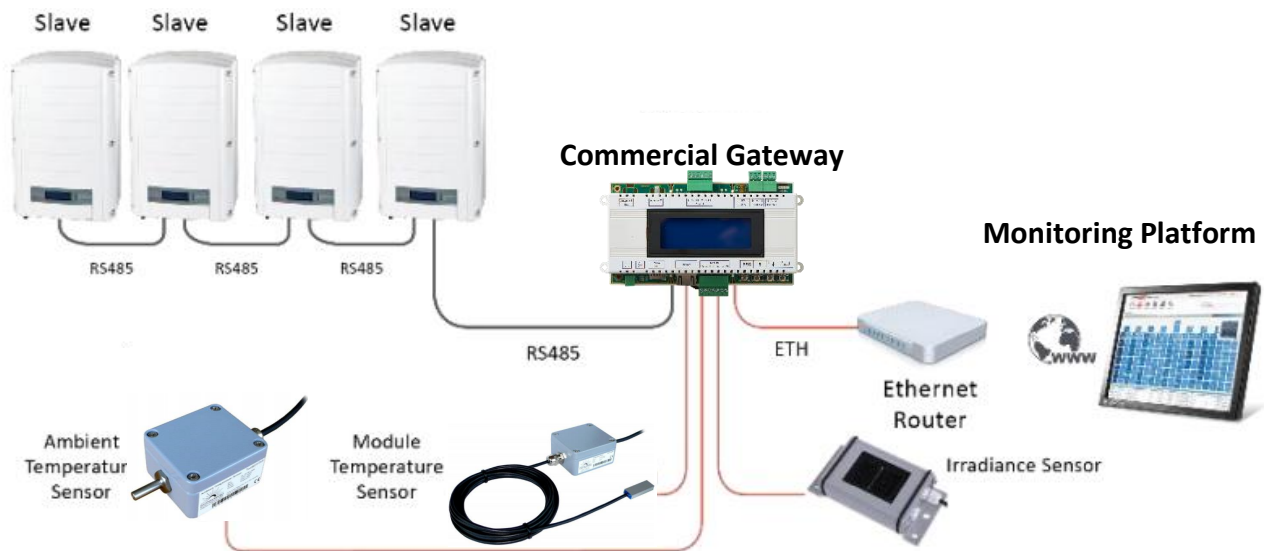 Slave
Slave
Slave
Slave
Commercial Gateway
Monitoring Platform
RS485
RS485
RS485
RS485
ETH
WWW
Ethernet
Router
Ambient
Temperatur
Sensor
Module
Temperature
Sensor
Irradiance Sensor